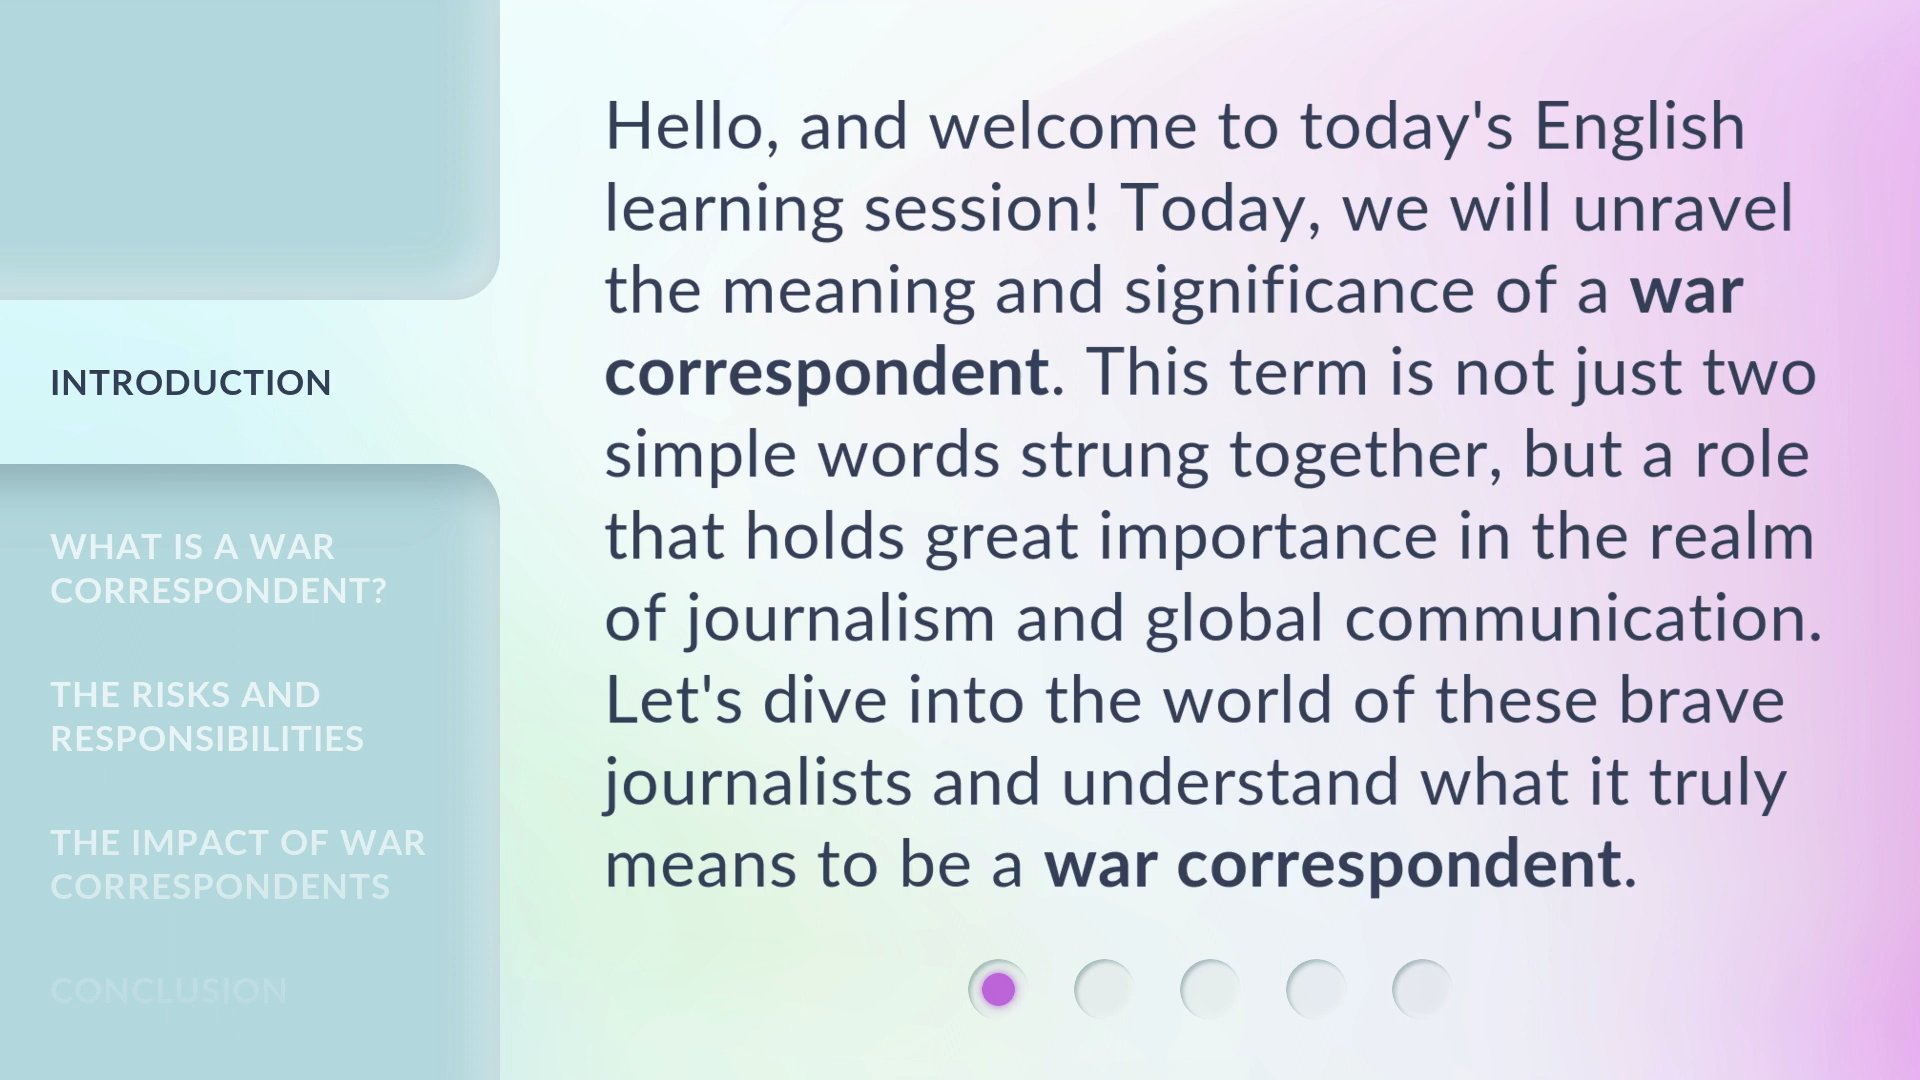 INTRODUCTION
WHAT IS A WAR
CORRESPONDENT?
THE RISKS AND
RESPONSIBILITIES
THE IMPACT OF WAR
CORRESPONDENTS
CONCLUSION
Hello, and welcome to today's English
learning session! Today, we will unravel
the meaning and significance of a war
correspondent. This term is not just two
simple words strung together, but a role
that holds great importance in the realm
of journalism and global communication.
Let's dive into the world of these brave
journalists and understand what it truly
means to be a war correspondent.